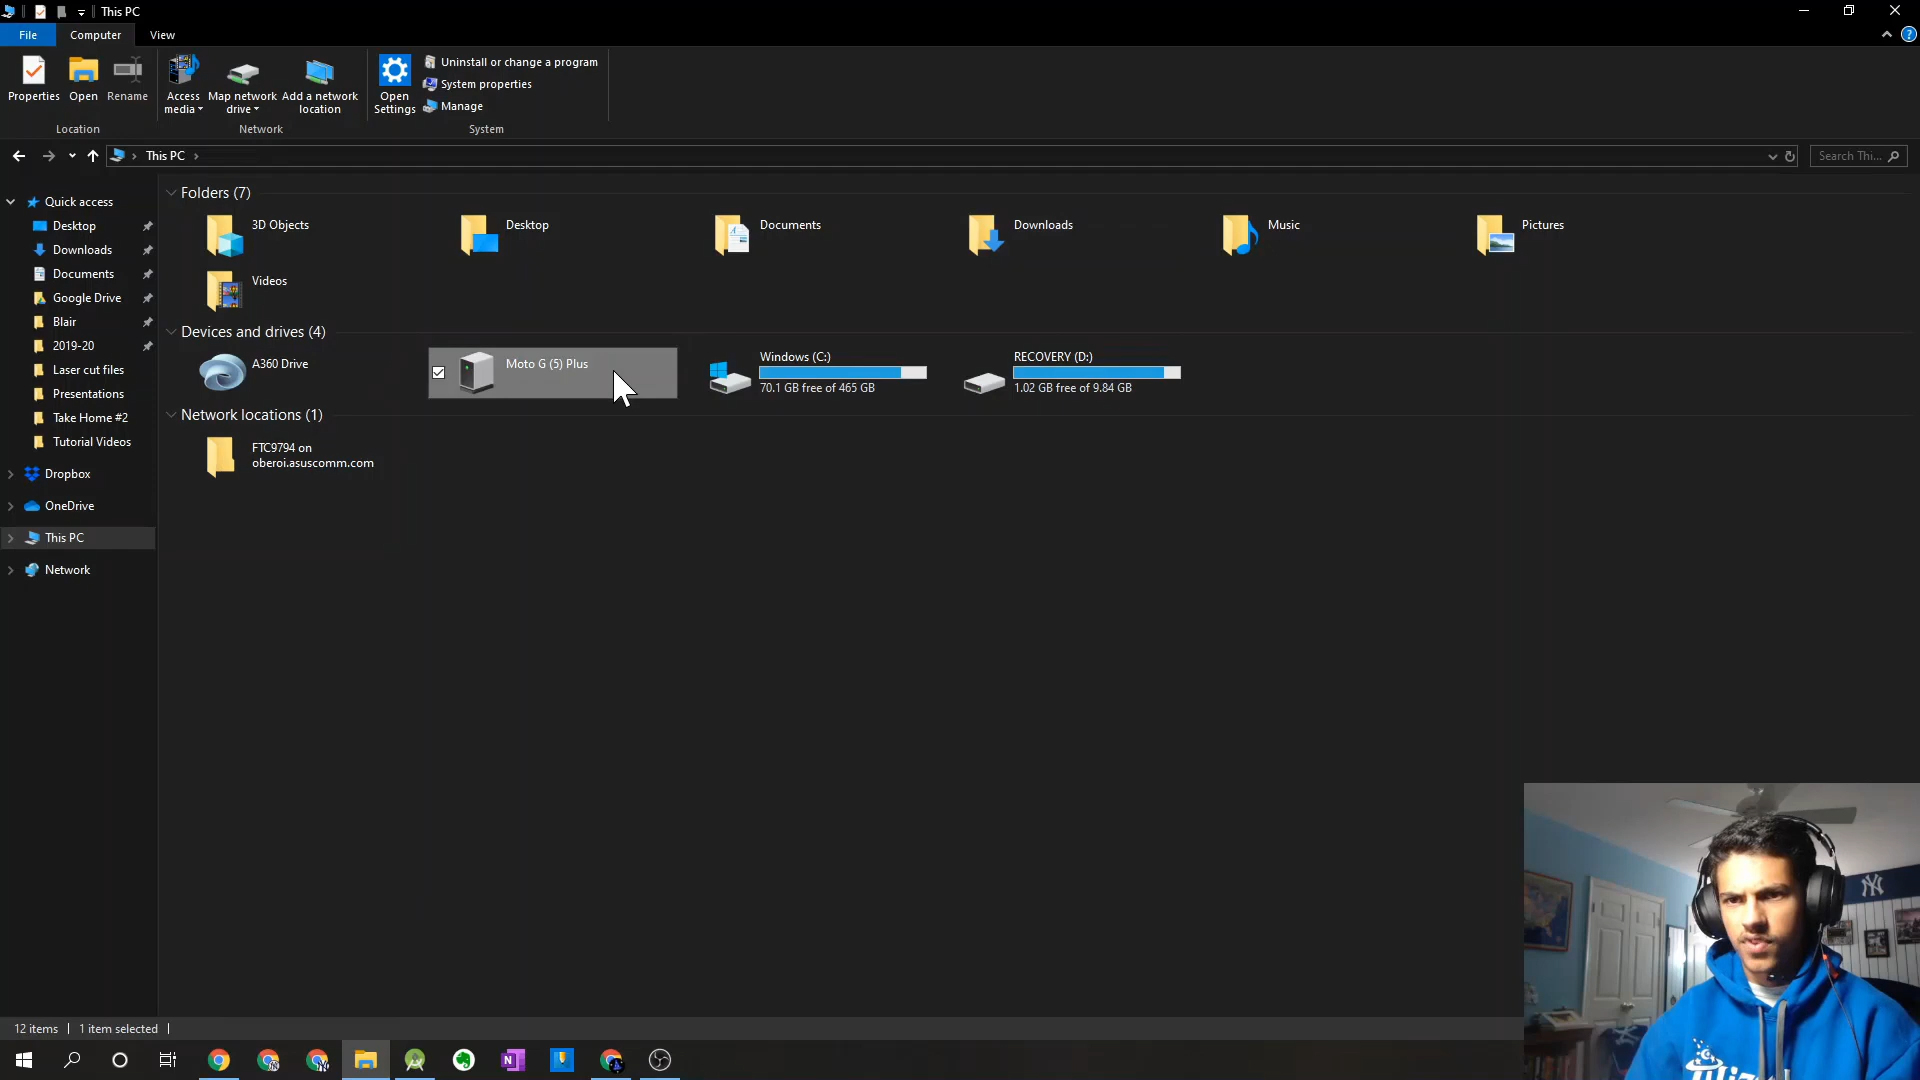 This PC
File
Computer
View
Properties
Open
Rename
Access media
Map network drive
Add a network location
Open Settings
Uninstall or change a program
System properties
Manage
Location
Network
System
This PC
Search Thi...
Quick access
Desktop
Downloads
Documents
Google Drive
Blair
2019-20
Laser cut files
Presentations
Take Home #2
Tutorial Videos
Dropbox
OneDrive
This PC
Network
Folders (7)
3D Objects
Desktop
Documents
Downloads
Music
Pictures
Videos
Devices and drives (4)
A360 Drive
Moto G (5) Plus
Windows (C:)
70.1 GB free of 465 GB
RECOVERY (D:)
1.02 GB free of 9.84 GB
Network locations (1)
FTC9794 on
oberoi.asuscomm.com
12 items
1 item selected